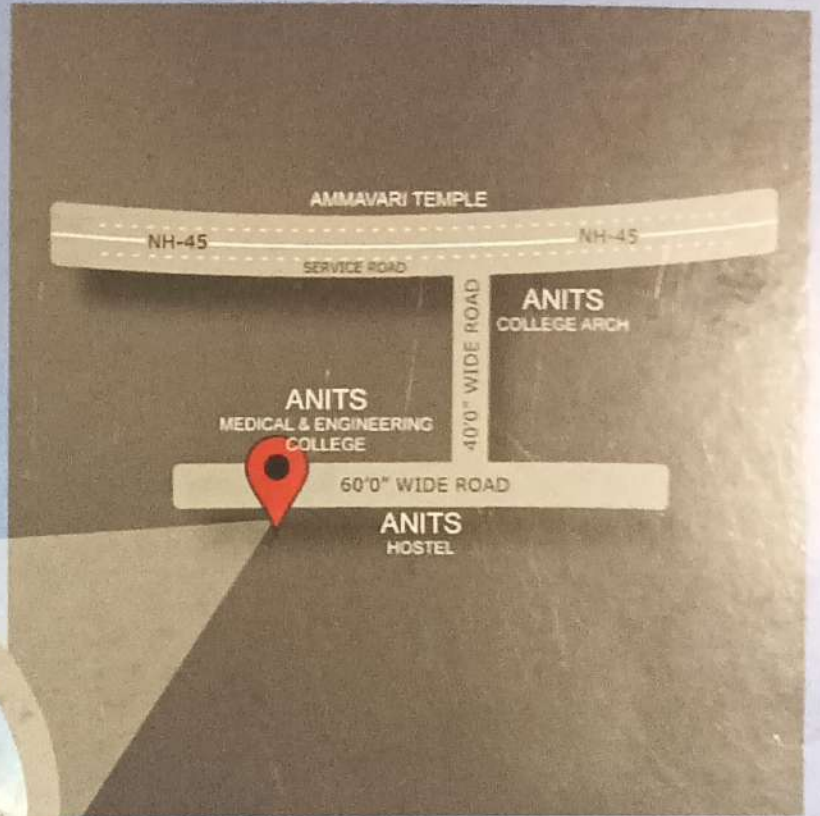 AMMAVARI TEMPLE
NH-45
NH-45
SERVICE ROAD
40'0" WIDE ROAD
ANITS
COLLEGE ARCH
ANITS
MEDICAL & ENGINEERING
COLLEGE
60'0" WIDE ROAD
ANITS
HOSTEL